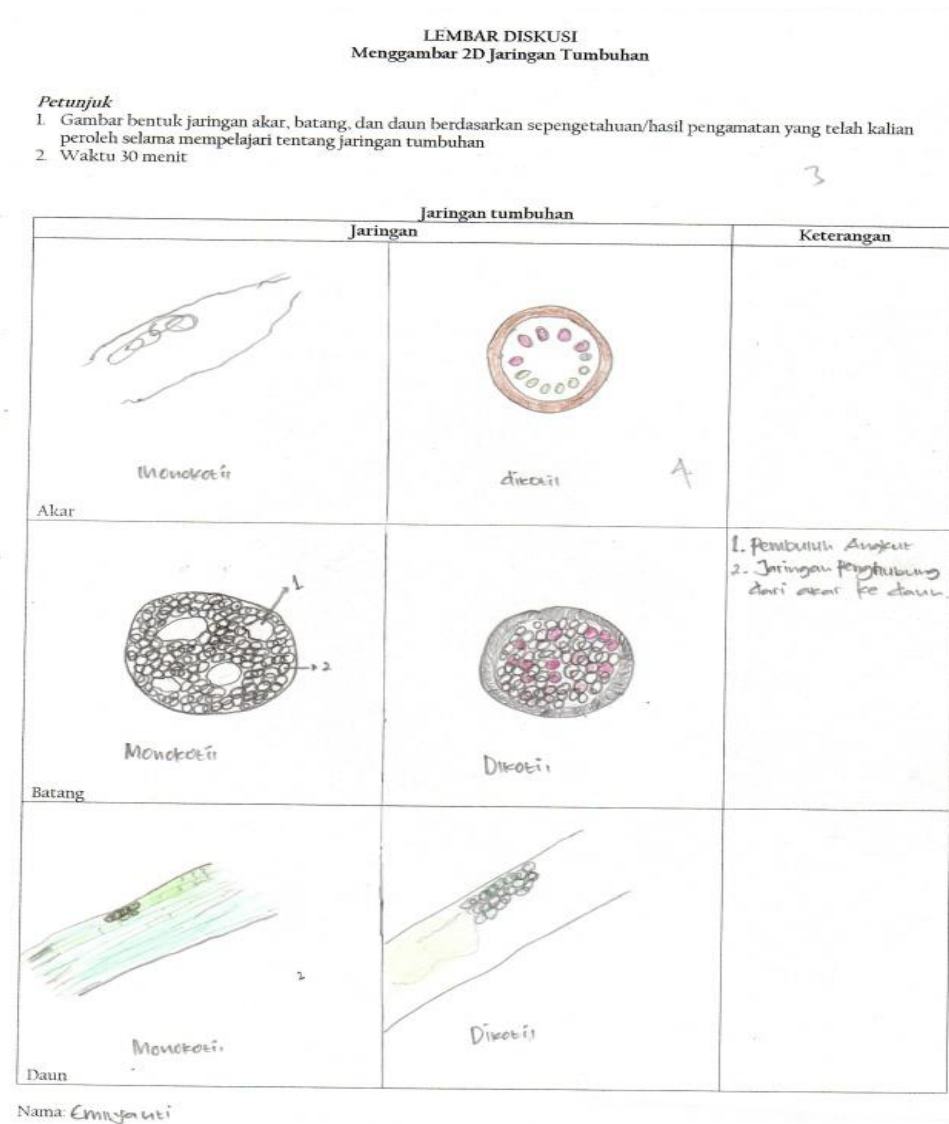 LEMBAR DISKUSI
Menggambar 2D Jaringan Tumbuhan
Petunjuk
1. Gambar bentuk jaringan akar, batang, dan daun berdasarkan sepengetahuan/hasil pengamatan yang telah kalian
peroleh selama mempelajari tentang jaringan tumbuhan
2. Waktu 30 menit
3
Jaringan tumbuhan
Jaringan
Keterangan
Monokotil
dikotil
4
Akar
1
2
Monokotil
Dikotil
1. Pembuluh Angkut
2. Jaringan Penghubung
dari akar ke daun.
Batang
2
Monokotil
Dikotil
Daun
Nama: